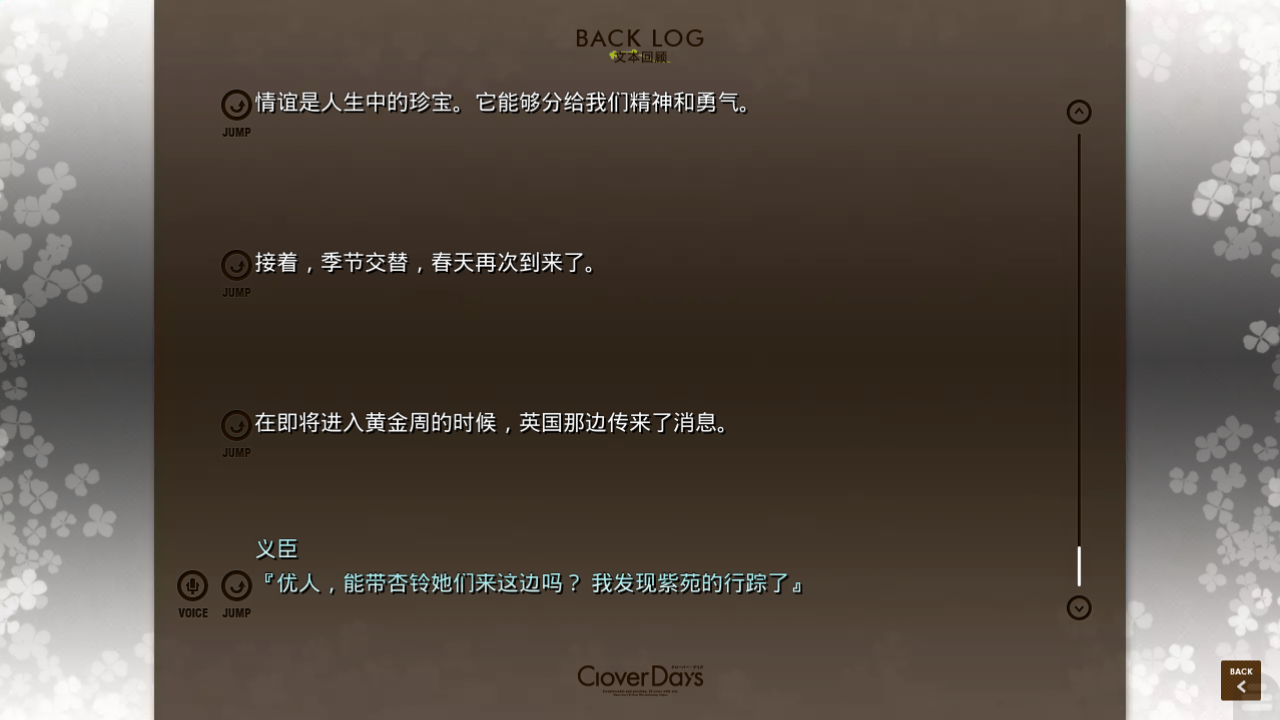 BACK LOG
文本回顾
情谊是人生中的珍宝。它能够分给我们精神和勇气。
JUMP
接着，季节交替，春天再次到来了。
JUMP
在即将进入黄金周的时候，英国那边传来了消息。
JUMP
义臣
『优人，能带杏铃她们来这边吗？ 我发现紫苑的行踪了』
VOICE JUMP
CloverDays
BACK